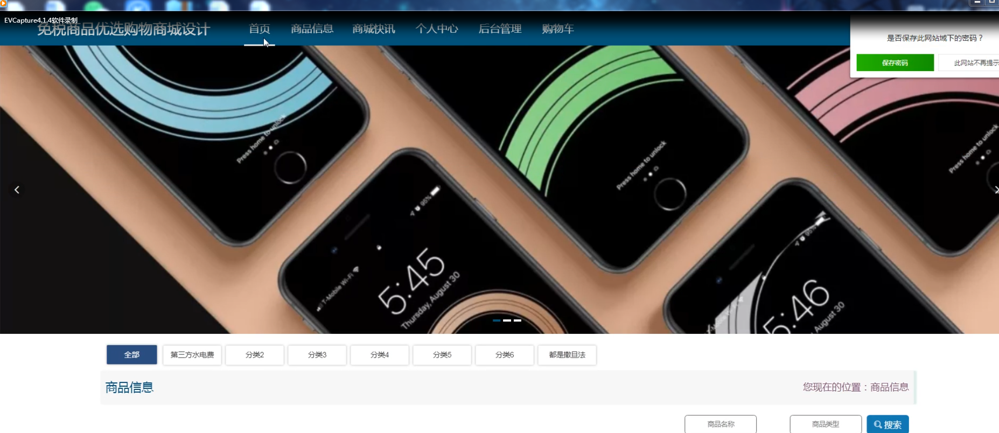 EVCapture4.1.4软件录制
免税商品优选购物商城设计
首页
商品信息
商城快讯
个人中心
后台管理
购物车
是否保存此网站域下的密码？
保存密码
此网站不再提示
Press home to unlock
Press home to unlock
Press home to unlock
95%
T-Mobile Wi-Fi
5:45
Thursday, August 30
5:46
August 30
全部
第三方水电费
分类2
分类3
分类4
分类5
分类6
都是撒旦法
商品信息
您现在的位置：商品信息
商品名称
商品类型
搜索